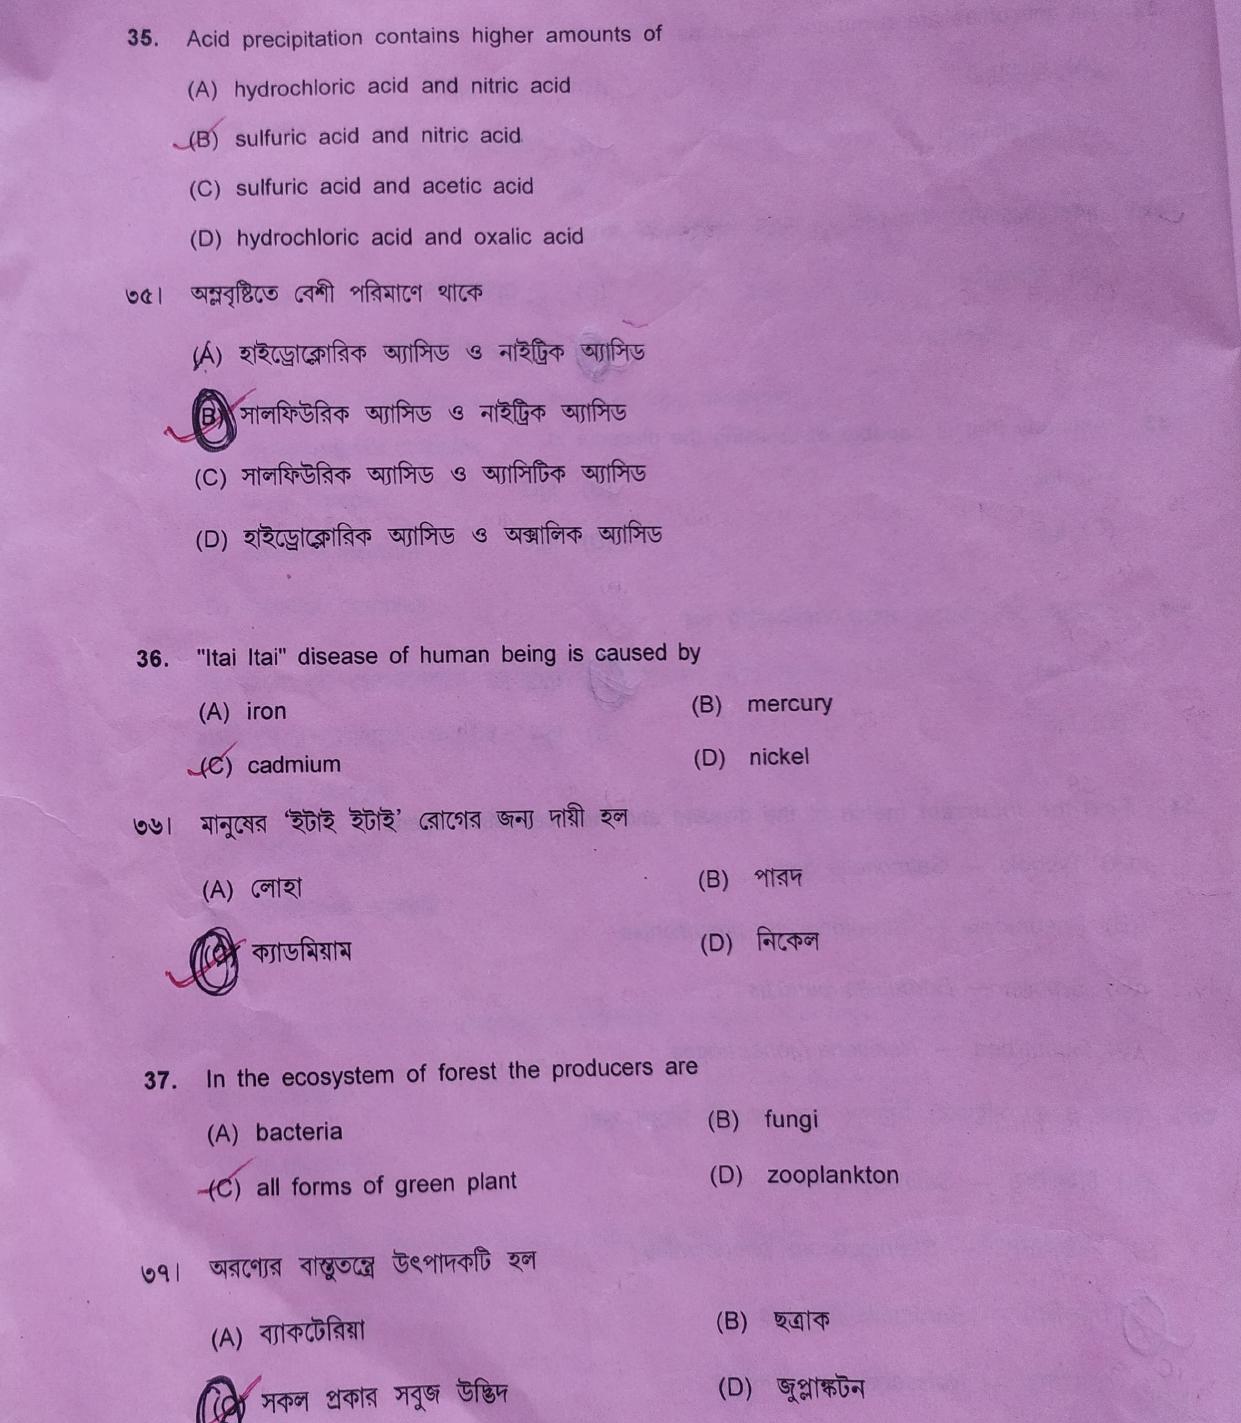 35. Acid precipitation contains higher amounts of
(A) hydrochloric acid and nitric acid
(B) sulfuric acid and nitric acid
(C) sulfuric acid and acetic acid
(D) hydrochloric acid and oxalic acid
৩৫। অম্লবৃষ্টিতে বেশী পরিমাণে থাকে
(A) হাইড্রোক্লোরিক অ্যাসিড ও নাইট্রিক অ্যাসিড
(B) সালফিউরিক অ্যাসিড ও নাইট্রিক অ্যাসিড
(C) সালফিউরিক অ্যাসিড ও অ্যাসিটিক অ্যাসিড
(D) হাইড্রোক্লোরিক অ্যাসিড ও অক্সালিক অ্যাসিড
36. "Itai Itai" disease of human being is caused by
(A) iron (B) mercury
(C) cadmium (D) nickel
৩৬। মানুষের ‘ইটাই ইটাই’ রোগের জন্য দায়ী হল
(A) লোহা (B) পারদ
(C) ক্যাডমিয়াম (D) নিকেল
37. In the ecosystem of forest the producers are
(A) bacteria (B) fungi
(C) all forms of green plant (D) zooplankton
৩৭। অরণ্যের বাস্তুতন্ত্রে উৎপাদকটি হল
(A) ব্যাকটেরিয়া (B) ছত্রাক
(C) সকল প্রকার সবুজ উদ্ভিদ (D) জুপ্লাঙ্কটন